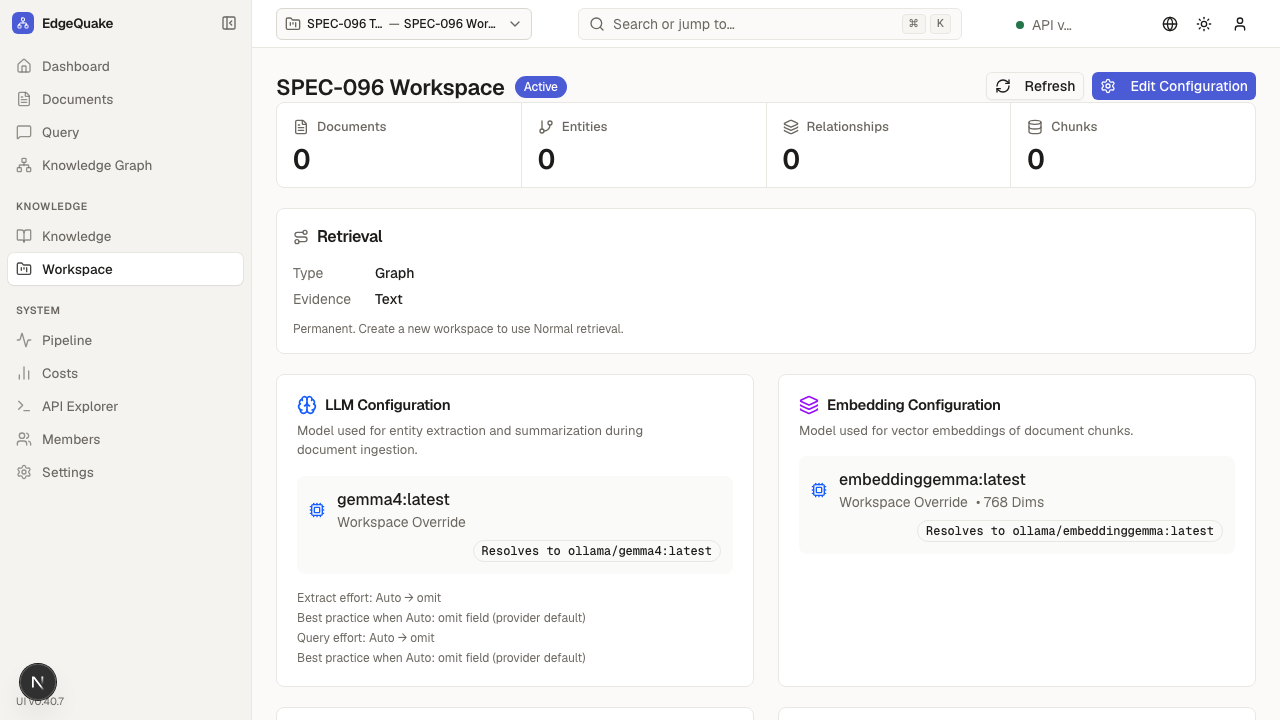 EdgeQuake
SPEC-096 T... — SPEC-096 Wor...
Search or jump to...
⌘ K
API v...
Dashboard
Documents
Query
Knowledge Graph
KNOWLEDGE
Knowledge
Workspace
SYSTEM
Pipeline
Costs
API Explorer
Members
Settings
N
UI v0.40.7
SPEC-096 Workspace
Active
Refresh
Edit Configuration
Documents
0
Entities
0
Relationships
0
Chunks
0
Retrieval
Type Graph
Evidence Text
Permanent. Create a new workspace to use Normal retrieval.
LLM Configuration
Model used for entity extraction and summarization during
document ingestion.
gemma4:latest
Workspace Override
Resolves to ollama/gemma4:latest
Extract effort: Auto → omit
Best practice when Auto: omit field (provider default)
Query effort: Auto → omit
Best practice when Auto: omit field (provider default)
Embedding Configuration
Model used for vector embeddings of document chunks.
embeddinggemma:latest
Workspace Override • 768 Dims
Resolves to ollama/embeddinggemma:latest